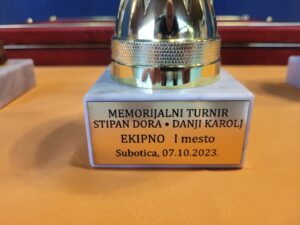 MEMORIJALNI TURNIR
STIPAN DORA • DANJI KAROLJ
EKIPNO I mesto
Subotica, 07.10.2023.